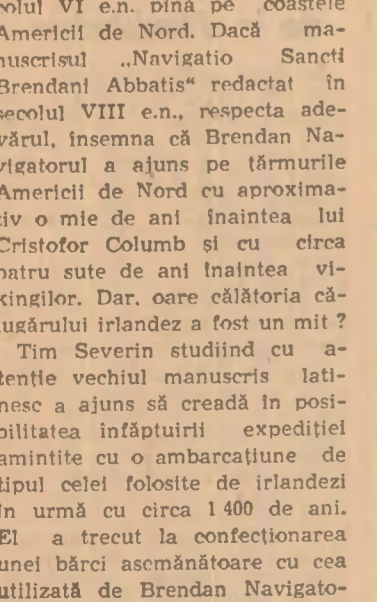 colul VI e.n. pînă pe coastele
Americii de Nord. Dacă ma-
nuscrisul „Navigatio Sancti
Brendani Abbatis“ redactat în
secolul VIII e.n., respecta ade-
vărul, însemna că Brendan Na-
vigatorul a ajuns pe țărmurile
Americii de Nord cu aproxima-
tiv o mie de ani înaintea lui
Cristofor Columb și cu circa
patru sute de ani înaintea vi-
kingilor. Dar, oare călătoria că-
lugărului irlandez a fost un mit ?
Tim Severin studiind cu a-
tenție vechiul manuscris lati-
nesc a ajuns să creadă în posi-
bilitatea înfăptuirii expediției
amintite cu o ambarcațiune de
tipul celei folosite de irlandezi
în urmă cu circa 1 400 de ani.
El a trecut la confecționarea
unei bărci asemănătoare cu cea
utilizată de Brendan Navigato-